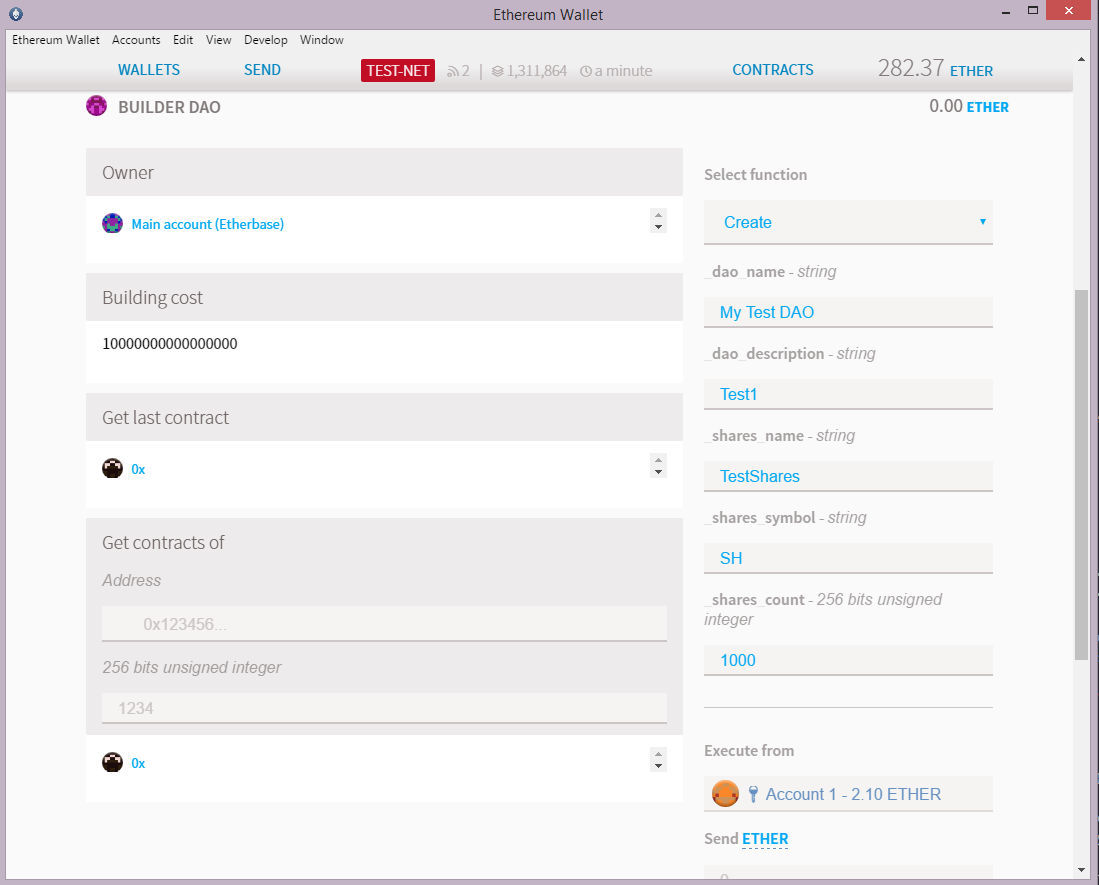 Ethereum Wallet
Ethereum Wallet Accounts Edit View Develop Window
WALLETS SEND TEST-NET 2 | 1,311,864 a minute CONTRACTS 282.37 ETHER
BUILDER DAO 0.00 ETHER
Owner
Main account (Etherbase)
Building cost
10000000000000000
Get last contract
0x
Get contracts of
Address
0x123456...
256 bits unsigned integer
1234
0x
Select function
Create
_dao_name - string
My Test DAO
_dao_description - string
Test1
_shares_name - string
TestShares
_shares_symbol - string
SH
_shares_count - 256 bits unsigned
integer
1000
Execute from
Account 1 - 2.10 ETHER
Send ETHER